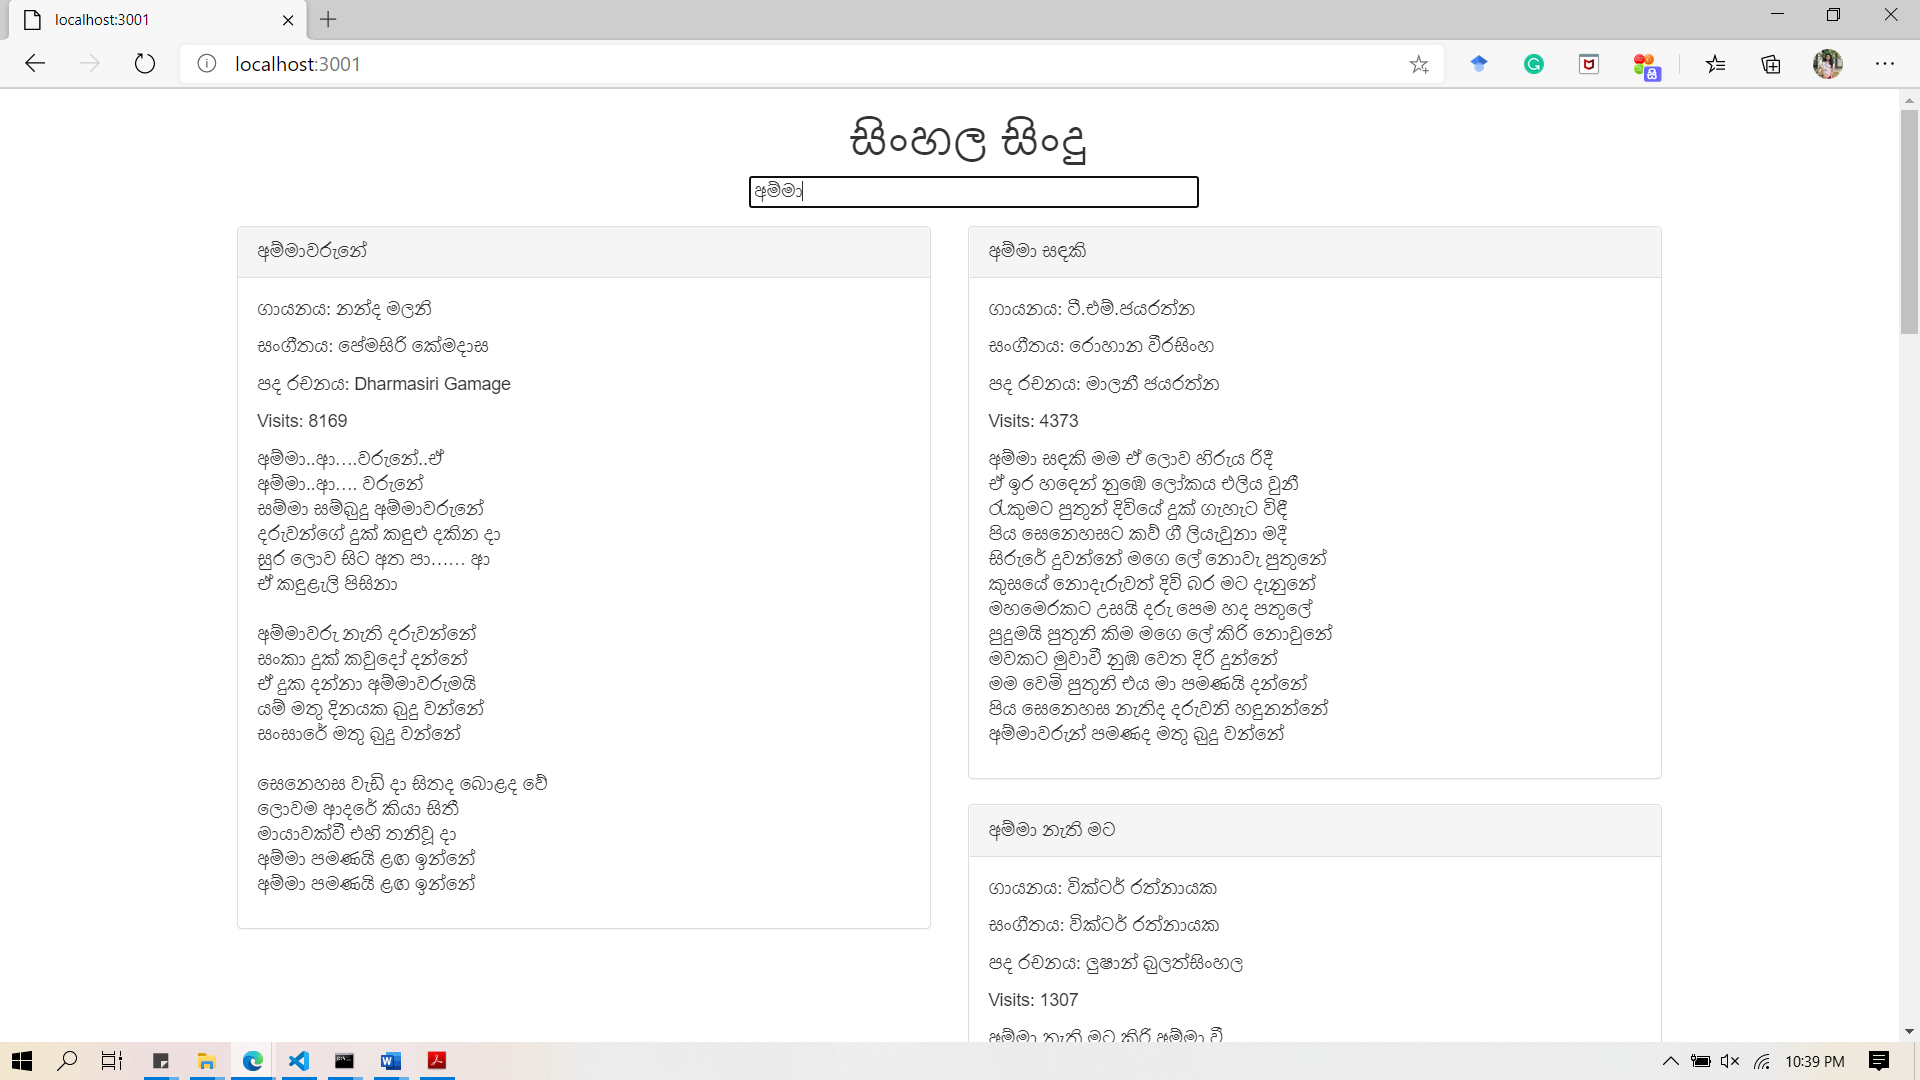 localhost:3001
localhost:3001
සිංහල සිංදු
අම්මා
අම්මාවරුනේ
ගායනය: නන්ද මලනි
සංගීතය: ප්‍රේමසිරි කේමදාස
පද රචනය: Dharmasiri Gamage
Visits: 8169
අම්මා..ආ….වරුනේ..ඒ
අම්මා..ආ…. වරුනේ
සම්මා සම්බුදු අම්මාවරුනේ
දරුවන්ගේ දුක් කඳුළු දකින දා
සුර ලොව සිට අත පා…… ආ
ඒ කඳුළැලි පිසිනා
අම්මාවරු නැති දරුවන්නේ
සංකා දුක් කවුදෝ දන්නේ
ඒ දුක දන්නා අම්මාවරුමයි
යම් මතු දිනයක බුදු වන්නේ
සංසාරේ මතු බුදු වන්නේ
සෙනෙහස වැඩි දා සිතද බොළද වේ
ලොවම ආදරේ කියා සිතී
මායාවක්වී එහි තනිවූ දා
අම්මා පමණයි ළඟ ඉන්නේ
අම්මා පමණයි ළඟ ඉන්නේ
අම්මා සඳකි
ගායනය: ටී.එම්.ජයරත්න
සංගීතය: රොහාන වීරසිංහ
පද රචනය: මාලනී ජයරත්න
Visits: 4373
අම්මා සඳකි මම ඒ ලොව හිරුය රිදී
ඒ ඉර හඳෙන් නුඹෙ ලෝකය එලිය වුනී
රැකුමට පුතුන් දිවියේ දුක් ගැහැට විඳී
පිය සෙනෙහසට කව් ගී ලියැවුනා මදී
සිරුරේ දුවන්නේ මගෙ ලේ නොවැ පුතුනේ
කුසයේ නොදැරුවත් දිවි බර මට දැනුනේ
මහමෙරකට උසයි දරු පෙම හද පතුලේ
පුදුමයි පුතුනි කිම මගෙ ලේ කිරි නොවුනේ
මවකට මුවාවී නුඹ වෙත දිරි දුන්නේ
මම වෙමි පුතුනි එය මා පමණයි දන්නේ
පිය සෙනෙහස නැතිද දරුවනි හඳුනන්නේ
අම්මාවරුන් පමණද මතු බුදු වන්නේ
අම්මා නැති මට
ගායනය: වික්ටර් රත්නායක
සංගීතය: වික්ටර් රත්නායක
පද රචනය: ලුෂාන් බුලත්සිංහල
Visits: 1307
අම්මා නැති මට කිරි අම්මා වී
10:39 PM